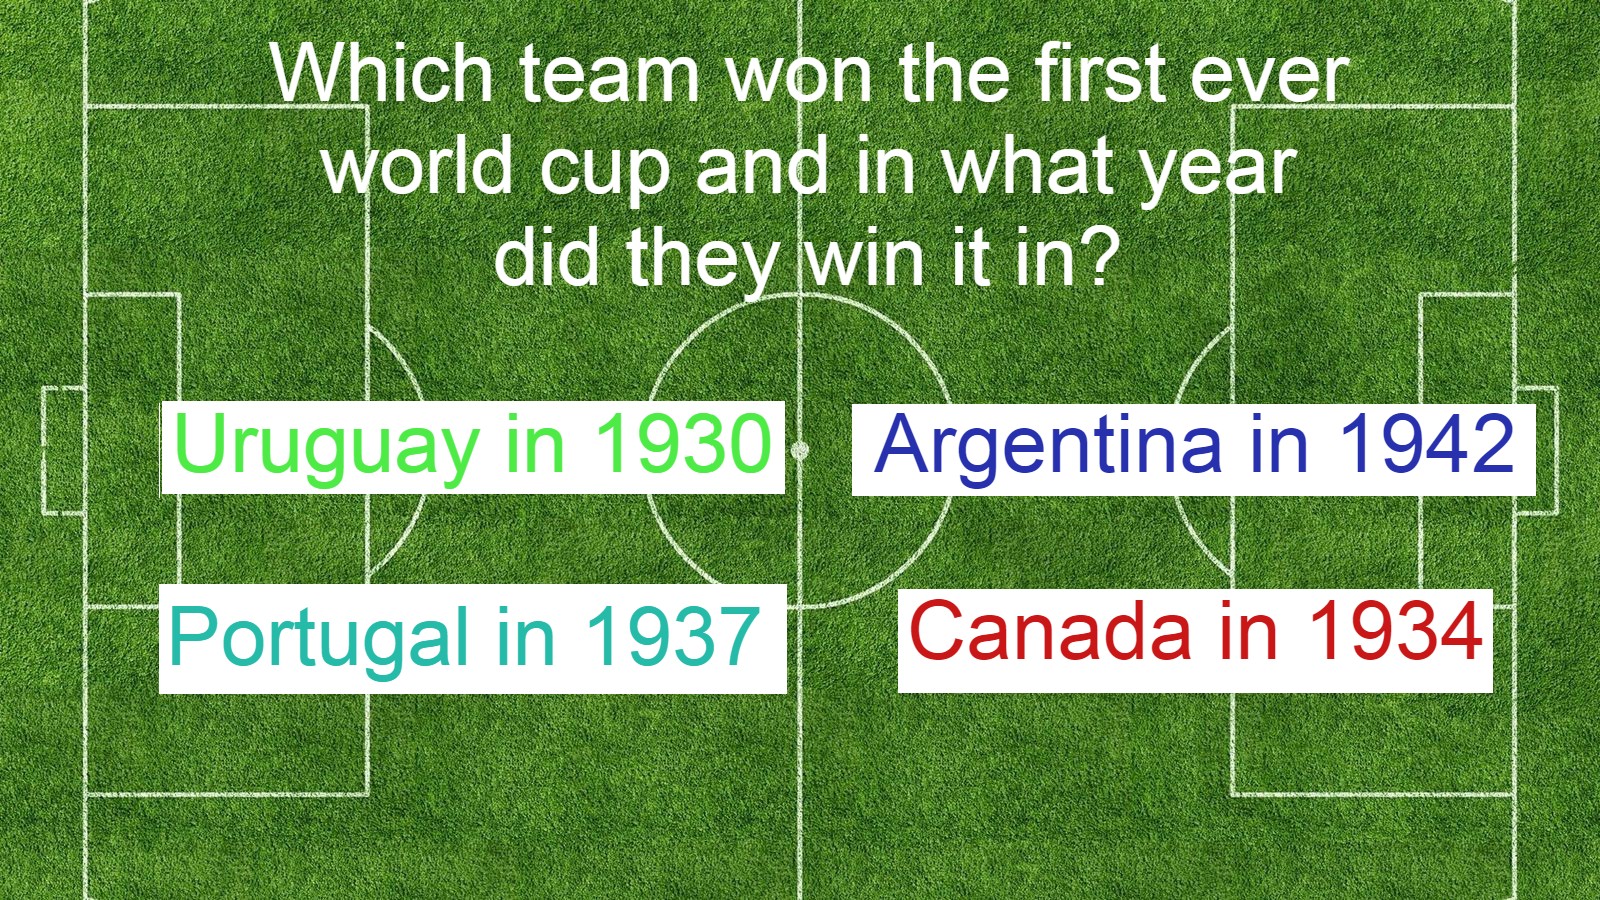 Which team won the first ever
world cup and in what year
did they win it in?
Uruguay in 1930
Argentina in 1942
Portugal in 1937
Canada in 1934